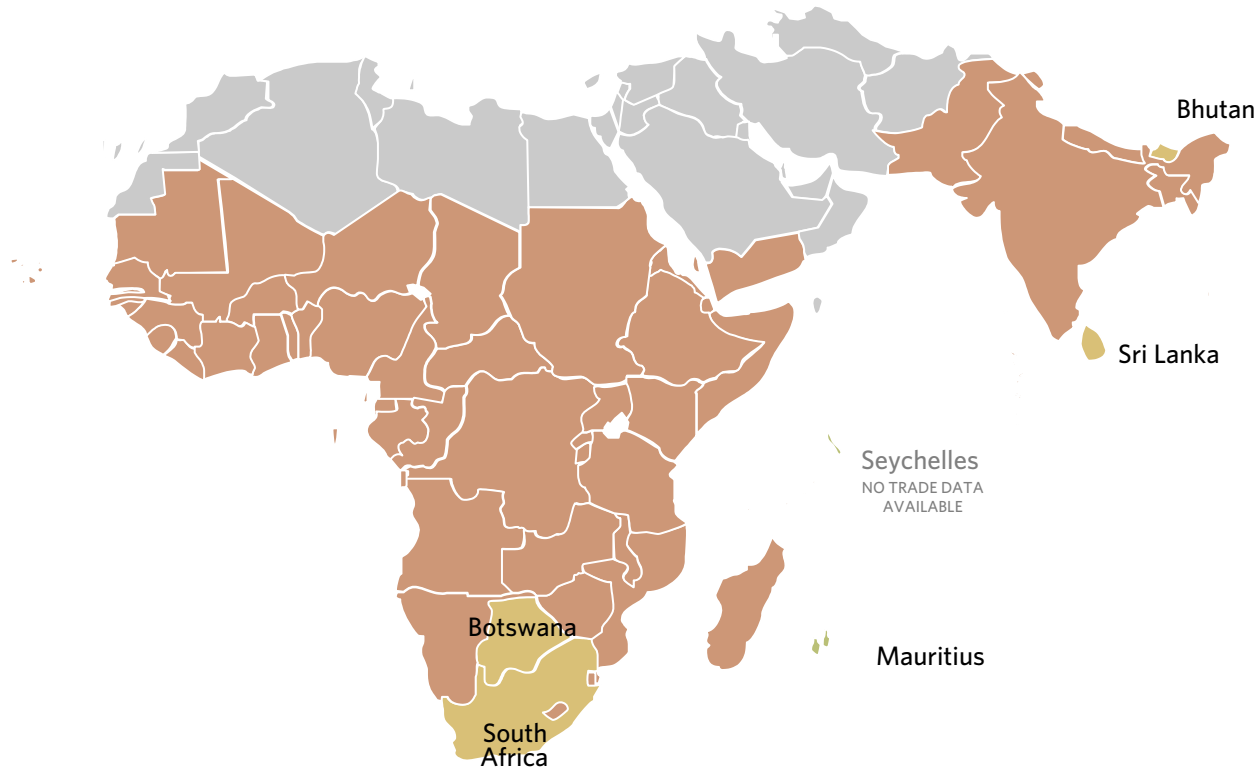 Bhutan
Sri Lanka
Seychelles
NO TRADE DATA
AVAILABLE
Botswana
Mauritius
South
Africa